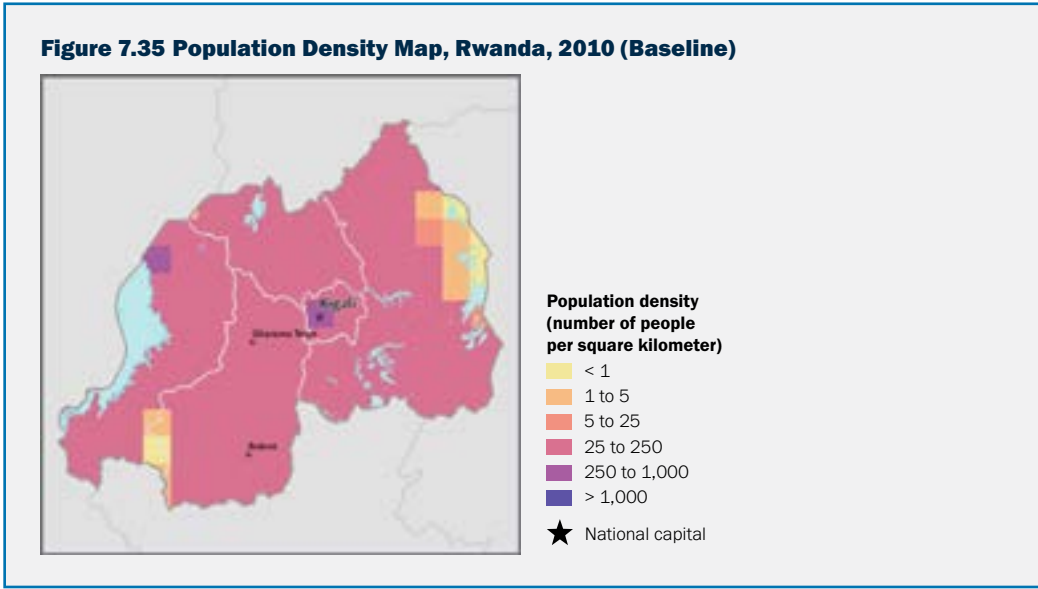 Figure 7.35 Population Density Map, Rwanda, 2010 (Baseline)
Kigali
Population density
(number of people
per square kilometer)
< 1
1 to 5
5 to 25
25 to 250
250 to 1,000
> 1,000
National capital